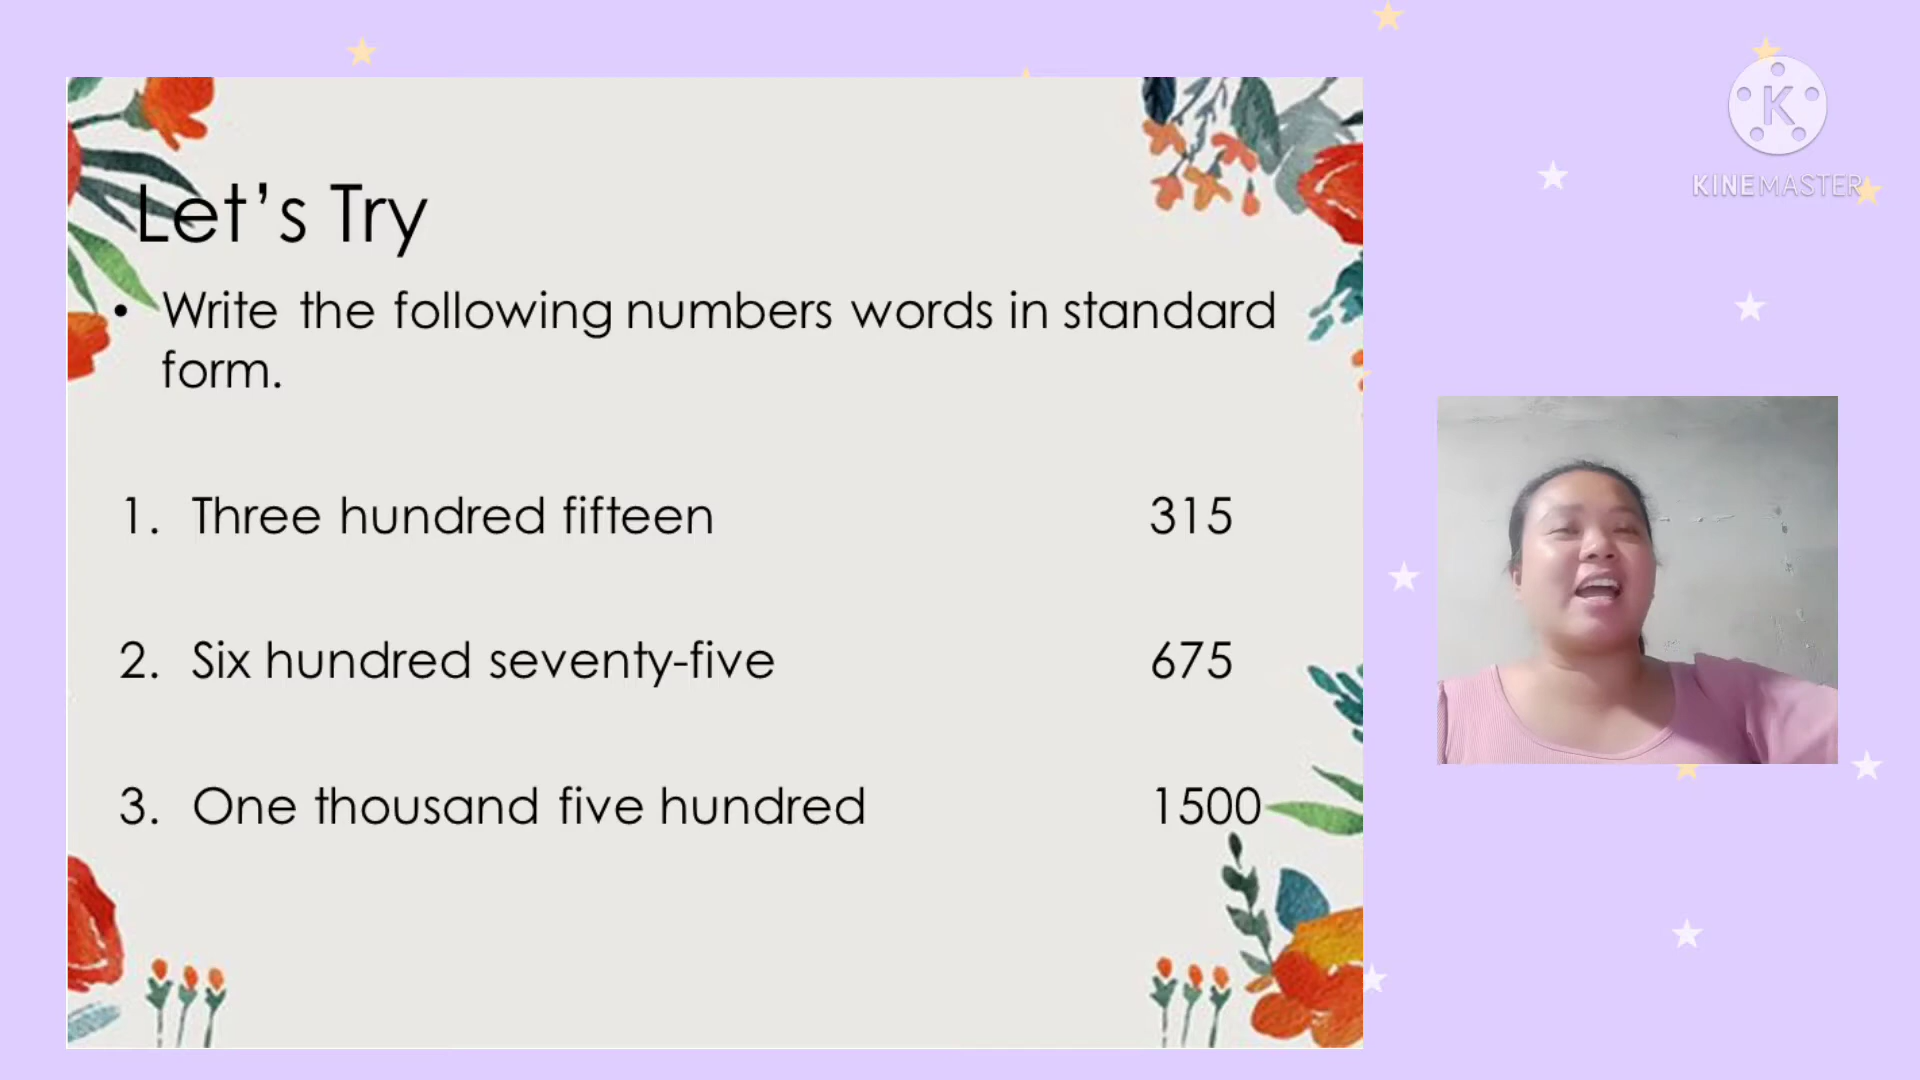 Let's Try
• Write the following numbers words in standard
form.
1. Three hundred fifteen 315
2. Six hundred seventy-five 675
3. One thousand five hundred 1500
K
KINEMASTER